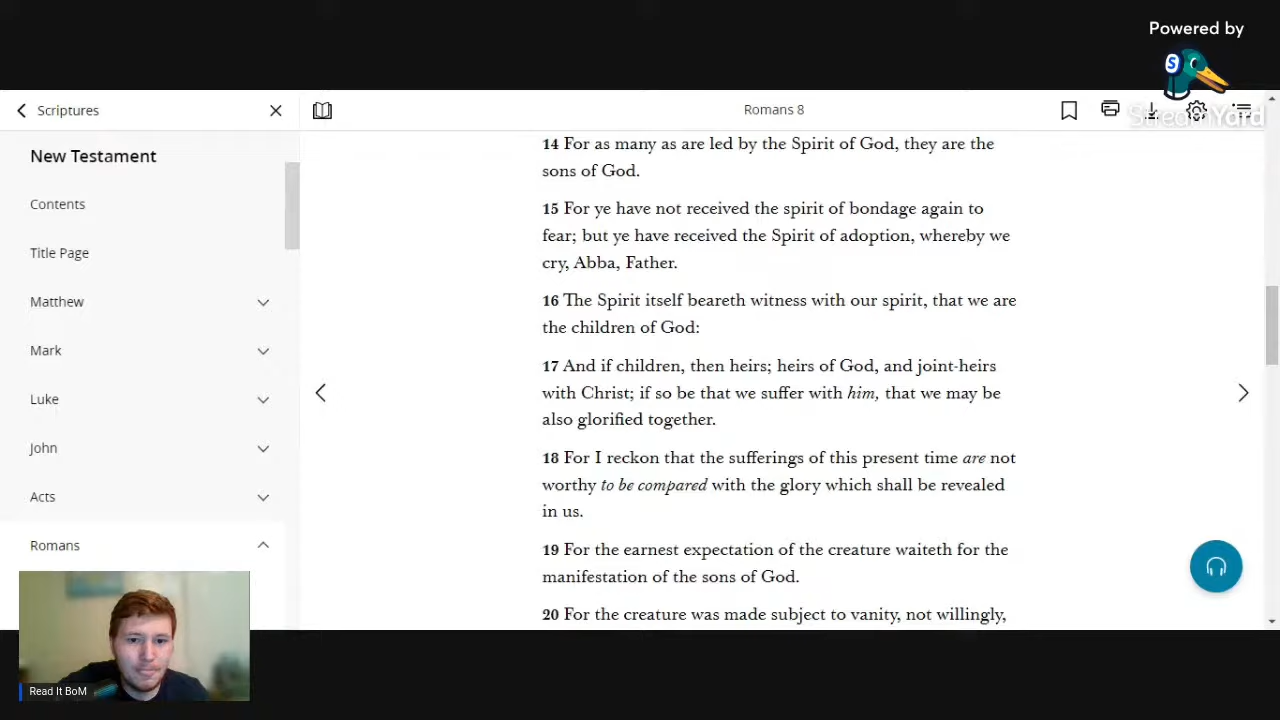 Powered by
S
StreamYard
Scriptures
Romans 8
New Testament
Contents
Title Page
Matthew
Mark
Luke
John
Acts
Romans
14 For as many as are led by the Spirit of God, they are the
sons of God.
15 For ye have not received the spirit of bondage again to
fear; but ye have received the Spirit of adoption, whereby we
cry, Abba, Father.
16 The Spirit itself beareth witness with our spirit, that we are
the children of God:
17 And if children, then heirs; heirs of God, and joint-heirs
with Christ; if so be that we suffer with him, that we may be
also glorified together.
18 For I reckon that the sufferings of this present time are not
worthy to be compared with the glory which shall be revealed
in us.
19 For the earnest expectation of the creature waiteth for the
manifestation of the sons of God.
20 For the creature was made subject to vanity, not willingly,
Read It BoM